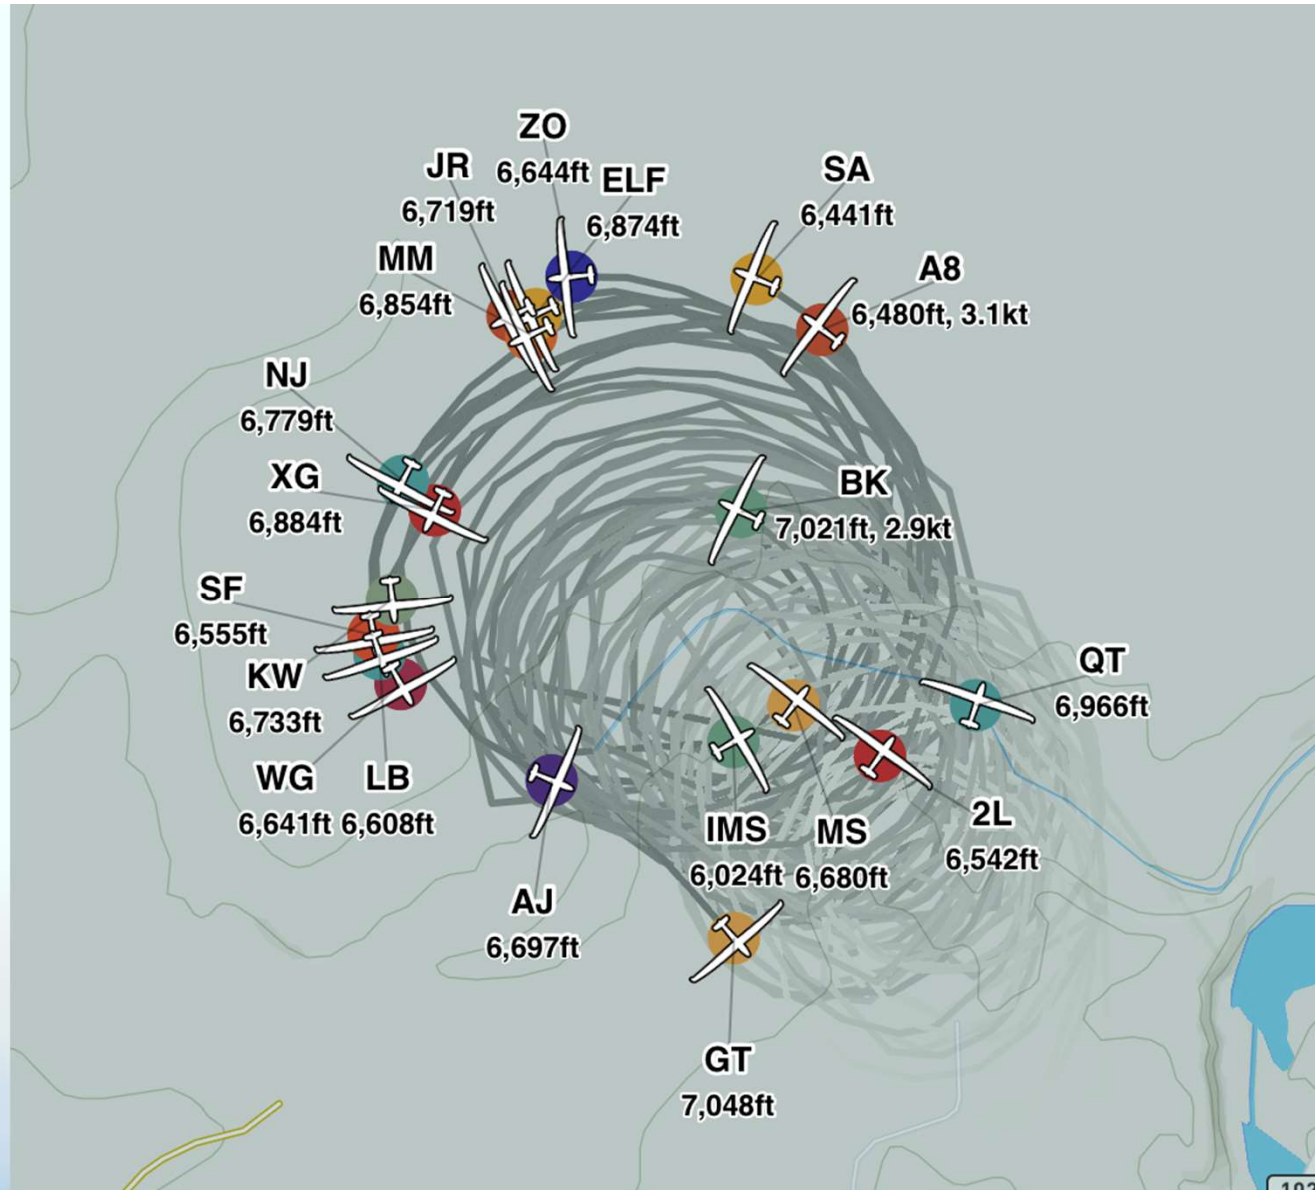 ZO
6,644ft
JR
6,719ft
ELF
6,874ft
SA
6,441ft
MM
6,854ft
A8
6,480ft, 3.1kt
NJ
6,779ft
XG
6,884ft
BK
7,021ft, 2.9kt
SF
6,555ft
KW
6,733ft
QT
6,966ft
WG
6,641ft
LB
6,608ft
IMS
6,024ft
MS
6,680ft
2L
6,542ft
AJ
6,697ft
GT
7,048ft